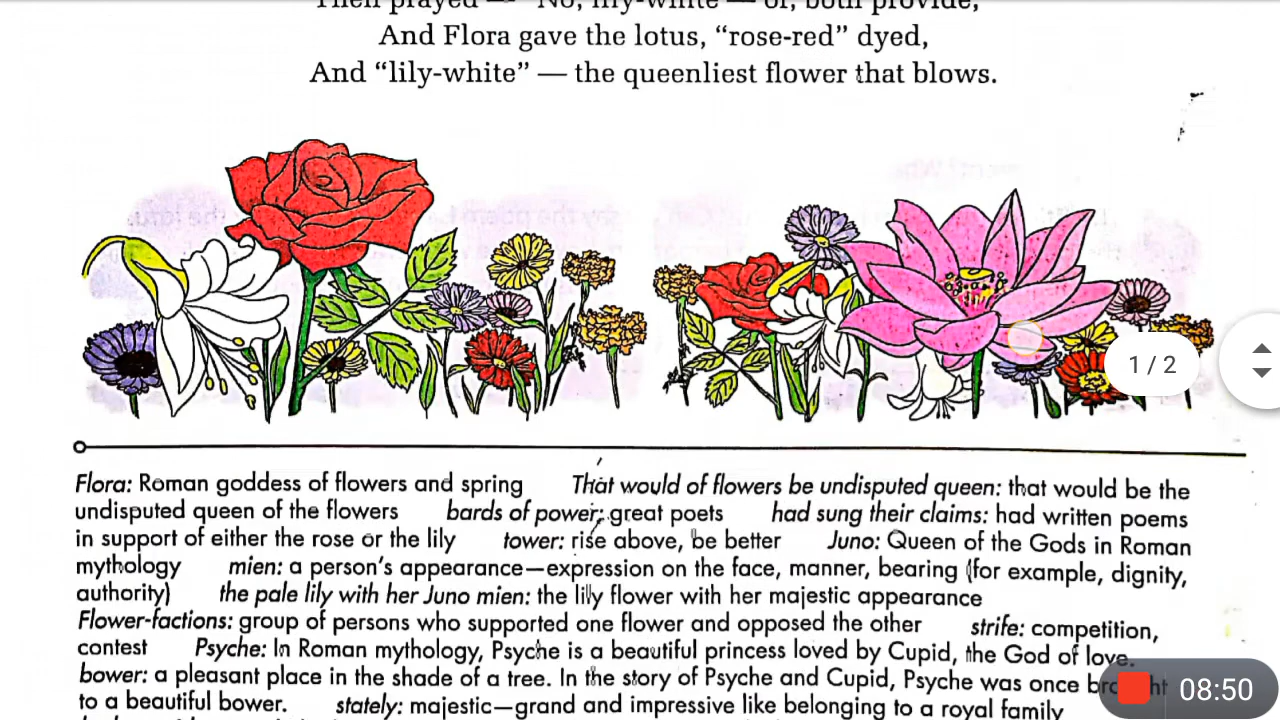 Then prayed — "No, lily-white — or, both provide;"
And Flora gave the lotus, "rose-red" dyed,
And "lily-white" — the queenliest flower that blows.
1 / 2
Flora: Roman goddess of flowers and spring That would of flowers be undisputed queen: that would be the
undisputed queen of the flowers bards of power: great poets had sung their claims: had written poems
in support of either the rose or the lily tower: rise above, be better Juno: Queen of the Gods in Roman
mythology mien: a person's appearance—expression on the face, manner, bearing (for example, dignity,
authority) the pale lily with her Juno mien: the lily flower with her majestic appearance
Flower-factions: group of persons who supported one flower and opposed the other strife: competition,
contest Psyche: In Roman mythology, Psyche is a beautiful princess loved by Cupid, the God of love.
bower: a pleasant place in the shade of a tree. In the story of Psyche and Cupid, Psyche was once
to a beautiful bower. stately: majestic—grand and impressive like belonging to a royal family
08:50